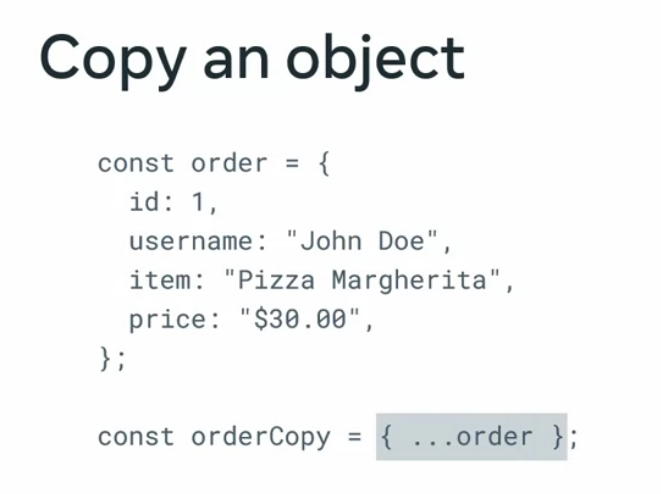 Copy an object
const order = {
  id: 1,
  username: "John Doe",
  item: "Pizza Margherita",
  price: "$30.00",
};
const orderCopy = { ...order };